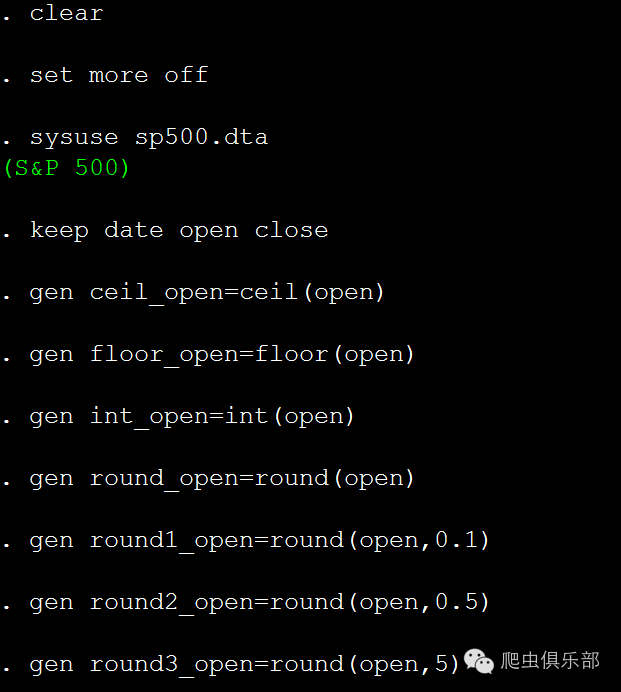 . clear
. set more off
. sysuse sp500.dta
(S&P 500)
. keep date open close
. gen ceil_open=ceil(open)
. gen floor_open=floor(open)
. gen int_open=int(open)
. gen round_open=round(open)
. gen round1_open=round(open,0.1)
. gen round2_open=round(open,0.5)
. gen round3_open=round(open,5)
爬虫俱乐部